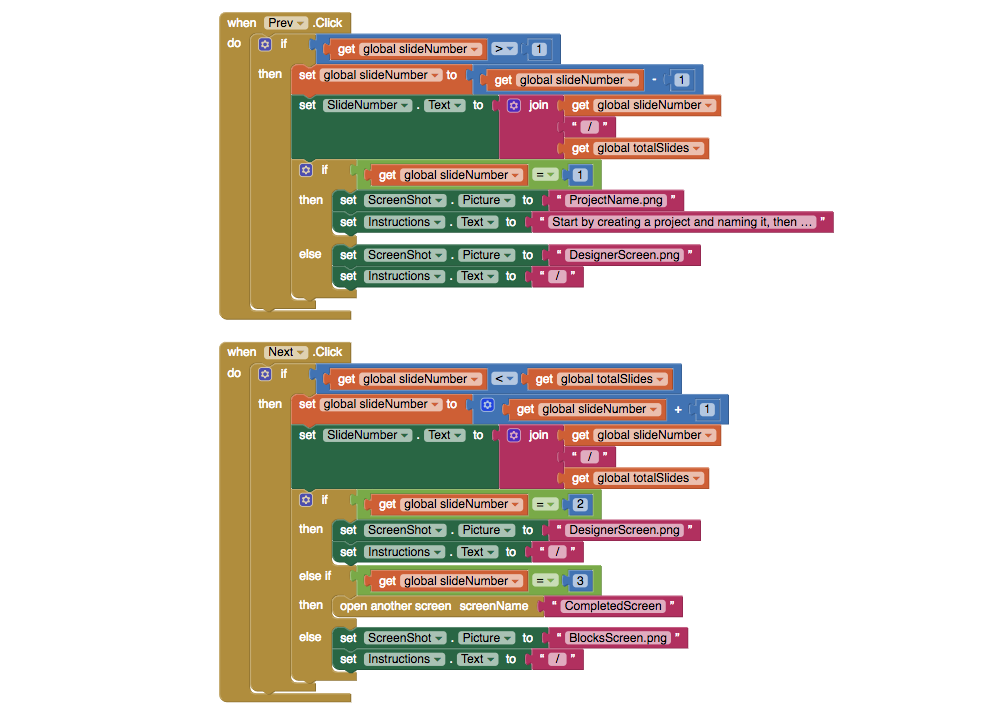 when Prev .Click
do if get global slideNumber > 1
then set global slideNumber to get global slideNumber - 1
set SlideNumber . Text to join get global slideNumber
" / "
get global totalSlides
if get global slideNumber = 1
then set ScreenShot . Picture to " ProjectName.png "
set Instructions . Text to " Start by creating a project and naming it, then ... "
else set ScreenShot . Picture to " DesignerScreen.png "
set Instructions . Text to " / "
when Next .Click
do if get global slideNumber < get global totalSlides
then set global slideNumber to get global slideNumber + 1
set SlideNumber . Text to join get global slideNumber
" / "
get global totalSlides
if get global slideNumber = 2
then set ScreenShot . Picture to " DesignerScreen.png "
set Instructions . Text to " / "
else if get global slideNumber = 3
then open another screen screenName " CompletedScreen "
else set ScreenShot . Picture to " BlocksScreen.png "
set Instructions . Text to " / "